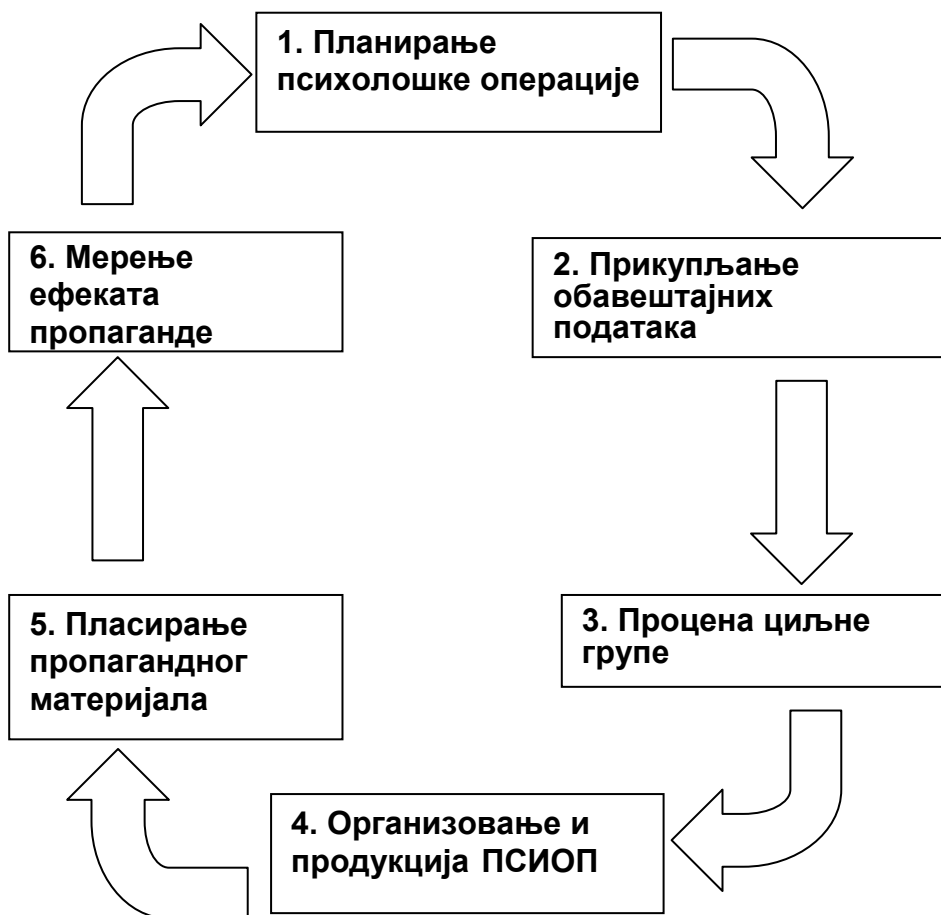 1. Планирање
психолошке операције
2. Прикупљање
обавештајних
података
3. Процена циљне
групе
4. Организовање и
продукција ПСИОП
5. Пласирање
пропагандног
материјала
6. Мерење
ефеката
пропаганде